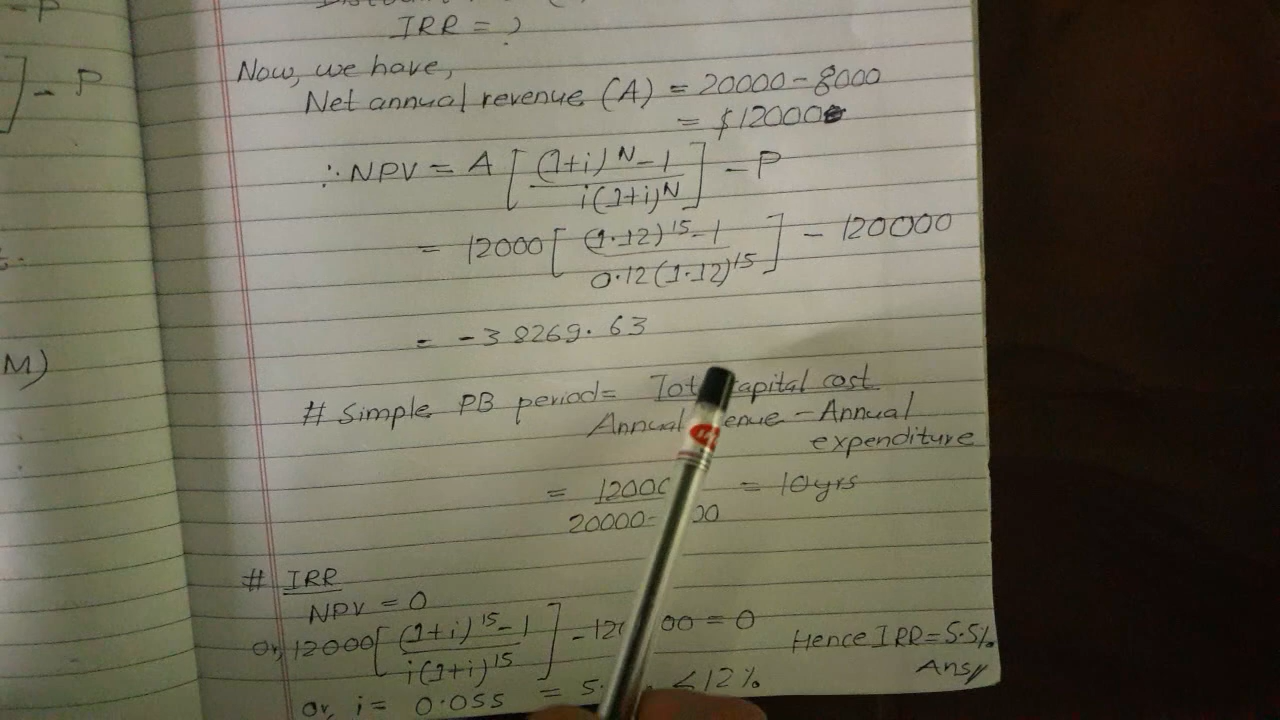 - P
] - P
M)
IRR = ?
Now, we have,
Net annual revenue (A) = 20000 - 8000
= $12000
∴ NPV = A [ (1+i)^N - 1 / i(1+i)^N ] - P
= 12000 [ (1.12)^15 - 1 / 0.12(1.12)^15 ] - 120000
= -38269.63
# Simple PB period = Tot apital cost
Annual enue - Annual
expenditure
= 1200 = 10yrs
20000- 00
# IRR
NPV = 0
Or, 12000 [ (1+i)^15 - 1 / i(1+i)^15 ] - 12 00 = 0
or, i = 0.055 = 5. <12%
Hence IRR = 5.5%
Ans